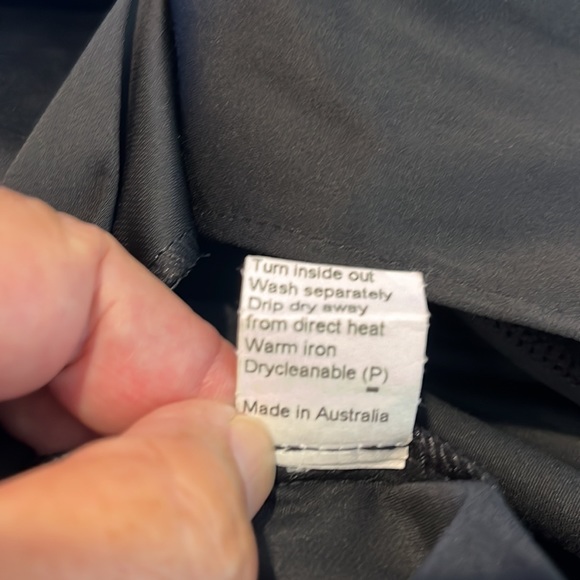 Turn inside out
Wash separately
Drip dry away
from direct heat
Warm iron
Drycleanable (P)
Made in Australia